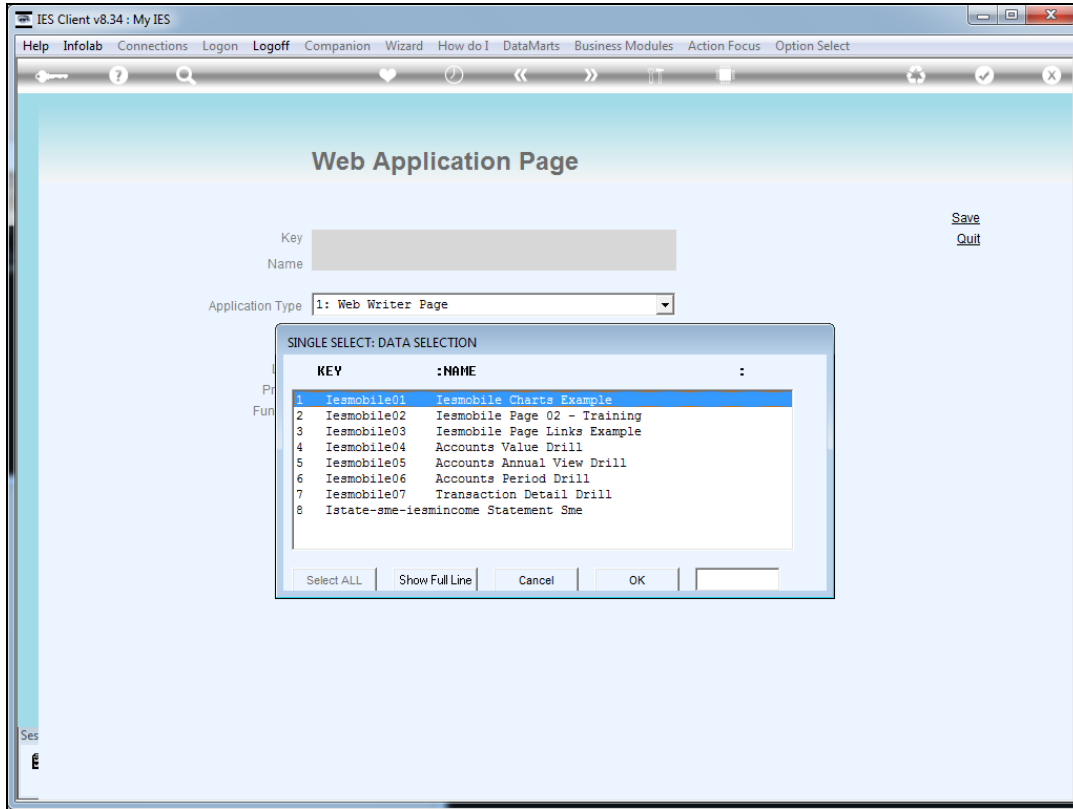 IES Client v8.34 : My IES
Help Infolab Connections Logon Logoff Companion Wizard How do I DataMarts Business Modules Action Focus Option Select
Web Application Page
Save
Key
Quit
Name
Application Type 1: Web Writer Page
SINGLE SELECT: DATA SELECTION
KEY :NAME :
Pr
1 Iesmobile01 Iesmobile Charts Example
Fun
2 Iesmobile02 Iesmobile Page 02 - Training
3 Iesmobile03 Iesmobile Page Links Example
4 Iesmobile04 Accounts Value Drill
5 Iesmobile05 Accounts Annual View Drill
6 Iesmobile06 Accounts Period Drill
7 Iesmobile07 Transaction Detail Drill
8 Istate-sme-iesmincome Statement Sme
Select ALL Show Full Line Cancel OK
Ses